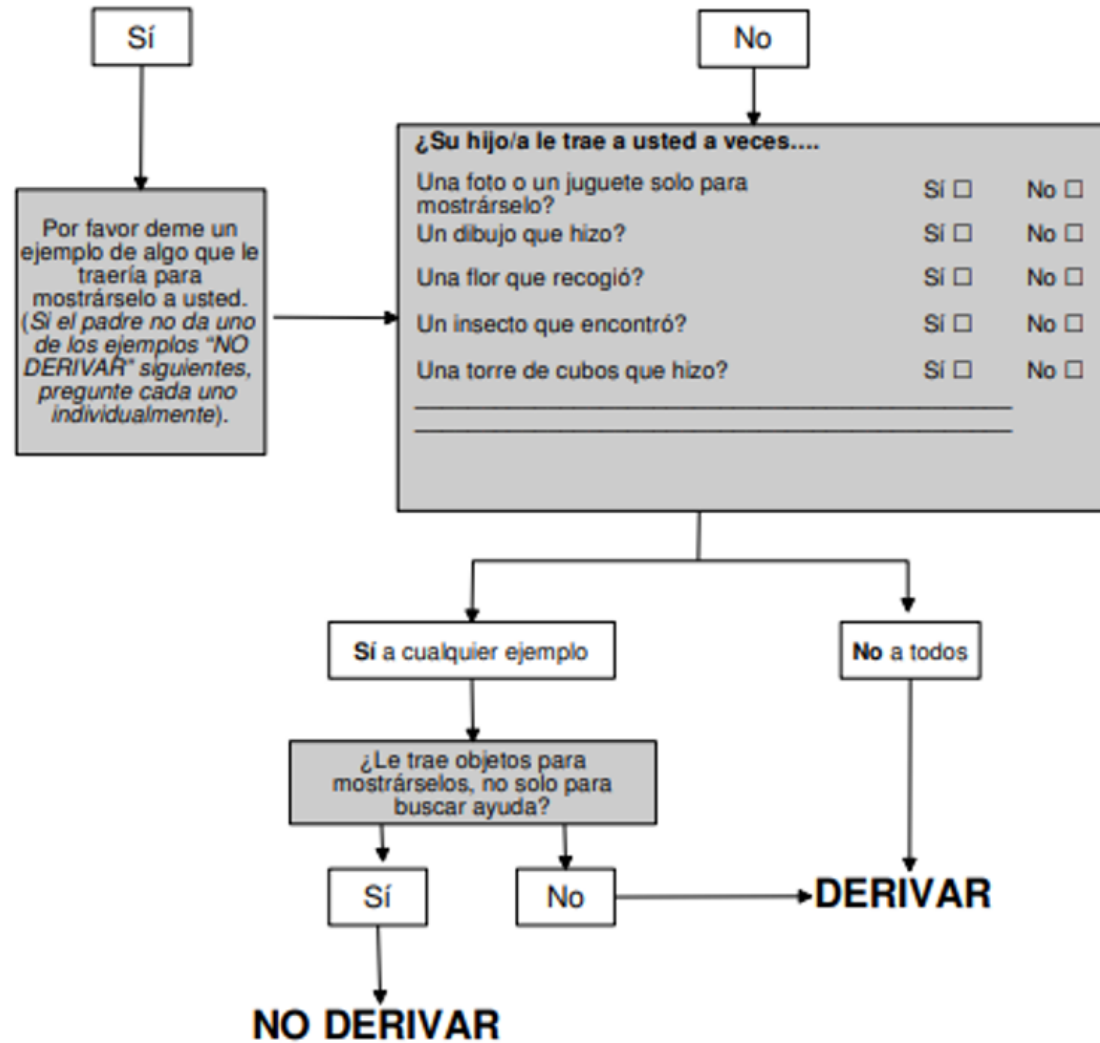 Sí
No
Por favor deme un
ejemplo de algo que le
traería para
mostrárselo a usted.
(Si el padre no da uno
de los ejemplos “NO
DERIVAR” siguientes,
pregunte cada uno
individualmente).
¿Su hijo/a le trae a usted a veces....
Una foto o un juguete solo para
mostrárselo? Sí ☐ No ☐
Un dibujo que hizo? Sí ☐ No ☐
Una flor que recogió? Sí ☐ No ☐
Un insecto que encontró? Sí ☐ No ☐
Una torre de cubos que hizo? Sí ☐ No ☐
Sí a cualquier ejemplo
No a todos
¿Le trae objetos para
mostrárselos, no solo para
buscar ayuda?
Sí
No
DERIVAR
NO DERIVAR